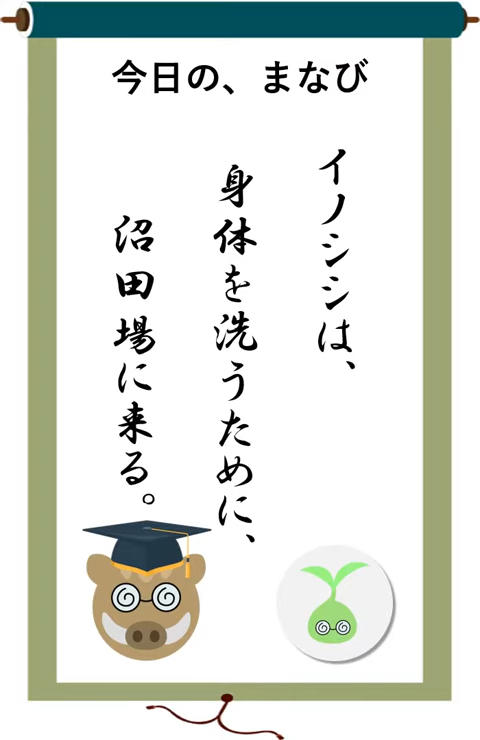 今日の、まなび
イノシシは、
身体を洗うために、
沼田場に来る。